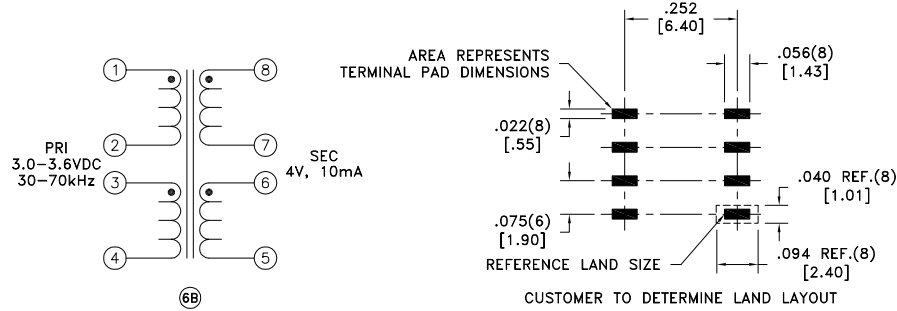 1
8
2
7
PRI
3.0–3.6VDC
30–70kHz
SEC
4V, 10mA
3
6
4
5
6B
.252
[6.40]
AREA REPRESENTS
TERMINAL PAD DIMENSIONS
.056(8)
[1.43]
.022(8)
[.55]
.040 REF.(8)
[1.01]
.075(6)
[1.90]
REFERENCE LAND SIZE
.094 REF.(8)
[2.40]
CUSTOMER TO DETERMINE LAND LAYOUT